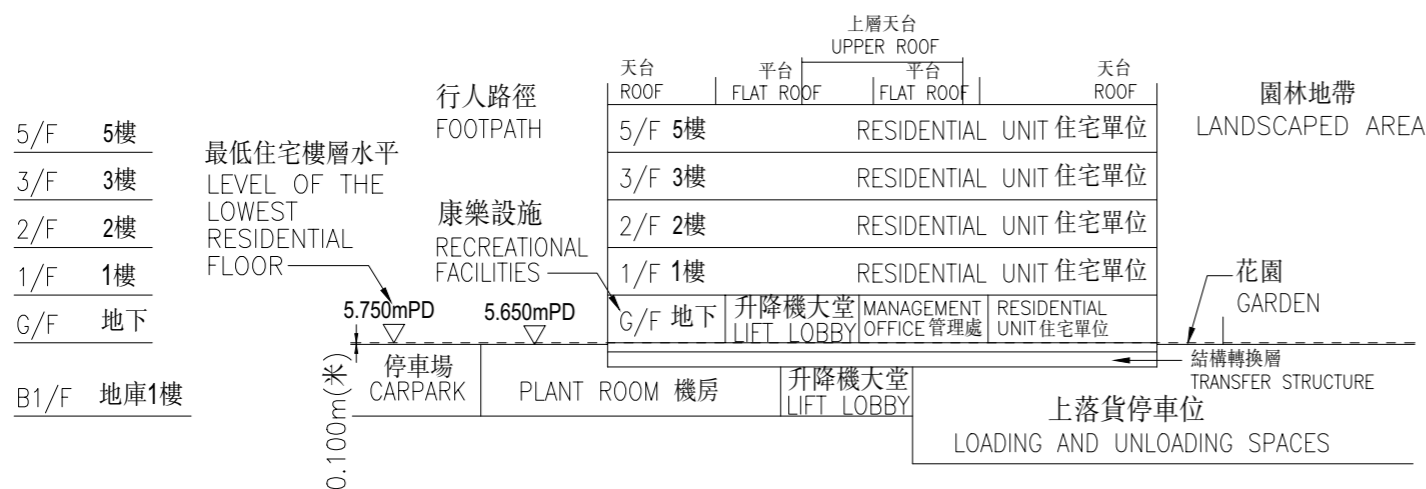 上層天台
UPPER ROOF
天台
ROOF
平台
FLAT ROOF
平台
FLAT ROOF
天台
ROOF
行人路徑
FOOTPATH
園林地帶
LANDSCAPED AREA
5/F 5樓
3/F 3樓
2/F 2樓
1/F 1樓
G/F 地下
B1/F 地庫1樓
最低住宅樓層水平
LEVEL OF THE
LOWEST
RESIDENTIAL
FLOOR
康樂設施
RECREATIONAL
FACILITIES
5/F 5樓 RESIDENTIAL UNIT 住宅單位
3/F 3樓 RESIDENTIAL UNIT 住宅單位
2/F 2樓 RESIDENTIAL UNIT 住宅單位
1/F 1樓 RESIDENTIAL UNIT 住宅單位
G/F 地下
升降機大堂
LIFT LOBBY
MANAGEMENT
OFFICE 管理處
RESIDENTIAL
UNIT 住宅單位
花園
GARDEN
5.750mPD
5.650mPD
0.100m(米)
停車場
CARPARK
PLANT ROOM 機房
升降機大堂
LIFT LOBBY
結構轉換層
TRANSFER STRUCTURE
上落貨停車位
LOADING AND UNLOADING SPACES